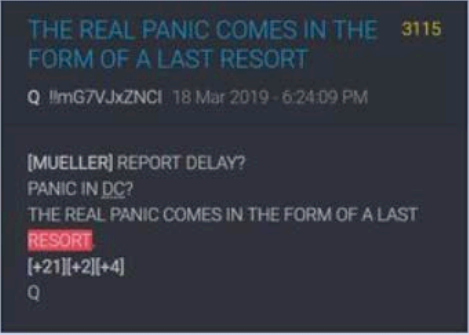 THE REAL PANIC COMES IN THE 3115
FORM OF A LAST RESORT
Q !!mG7VJxZNCI 18 Mar 2019 - 6:24:09 PM
[MUELLER] REPORT DELAY?
PANIC IN DC?
THE REAL PANIC COMES IN THE FORM OF A LAST
RESORT.
[+21][+2][+4]
Q